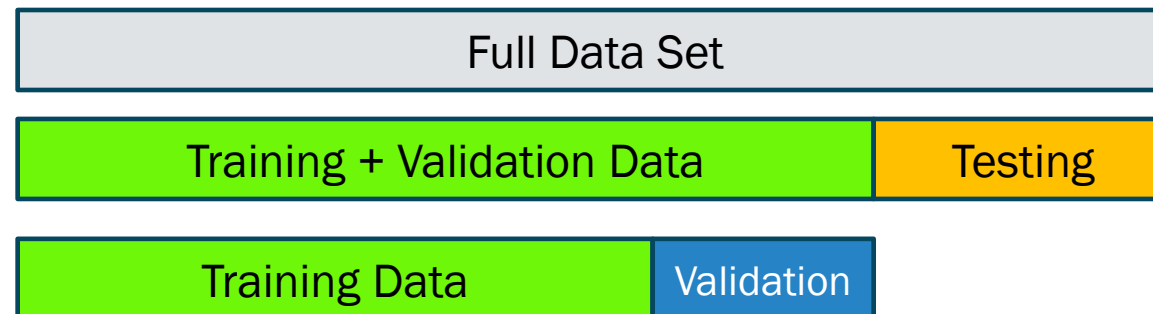 Full Data Set
Training + Validation Data Testing
Training Data Validation